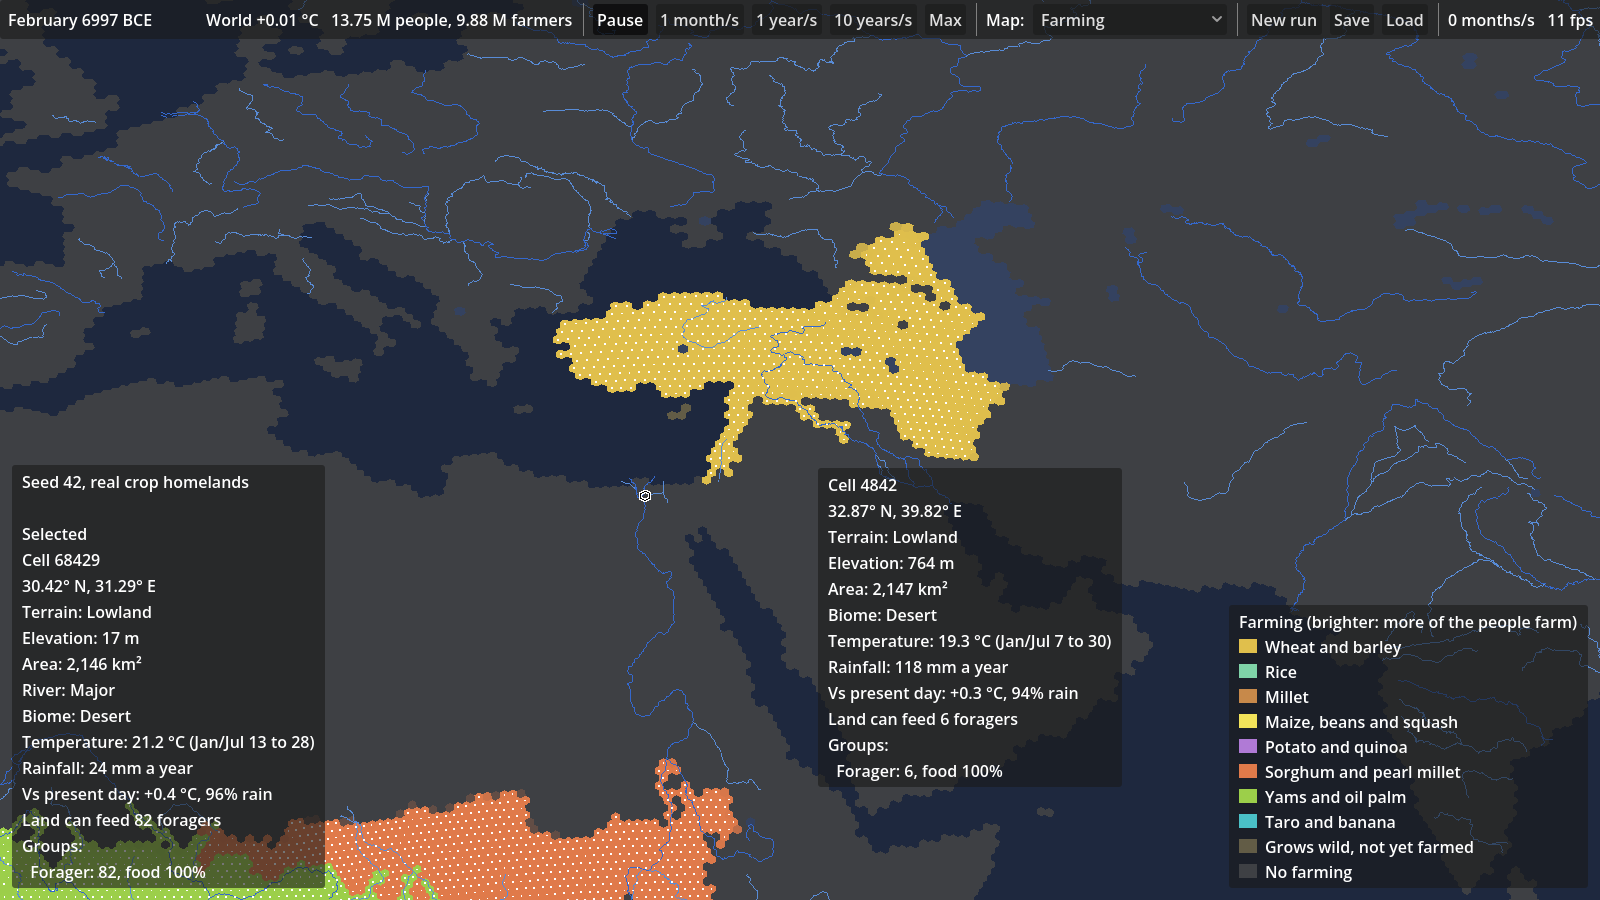 February 6997 BCE World +0.01 °C 13.75 M people, 9.88 M farmers Pause 1 month/s 1 year/s 10 years/s Max Map: Farming New run Save Load 0 months/s 11 fps
Seed 42, real crop homelands
Selected
Cell 68429
30.42° N, 31.29° E
Terrain: Lowland
Elevation: 17 m
Area: 2,146 km²
River: Major
Biome: Desert
Temperature: 21.2 °C (Jan/Jul 13 to 28)
Rainfall: 24 mm a year
Vs present day: +0.4 °C, 96% rain
Land can feed 82 foragers
Groups:
Forager: 82, food 100%
Cell 4842
32.87° N, 39.82° E
Terrain: Lowland
Elevation: 764 m
Area: 2,147 km²
Biome: Desert
Temperature: 19.3 °C (Jan/Jul 7 to 30)
Rainfall: 118 mm a year
Vs present day: +0.3 °C, 94% rain
Land can feed 6 foragers
Groups:
Forager: 6, food 100%
Farming (brighter: more of the people farm)
Wheat and barley
Rice
Millet
Maize, beans and squash
Potato and quinoa
Sorghum and pearl millet
Yams and oil palm
Taro and banana
Grows wild, not yet farmed
No farming